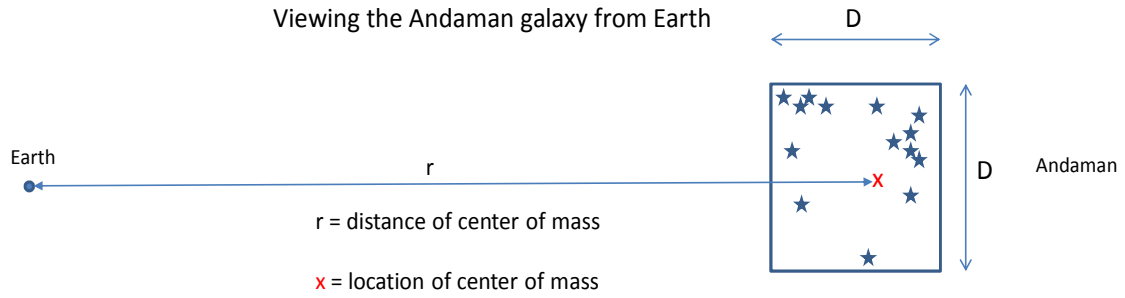 Viewing the Andaman galaxy from Earth
D
Earth
r
D
Andaman
x
r = distance of center of mass
x = location of center of mass